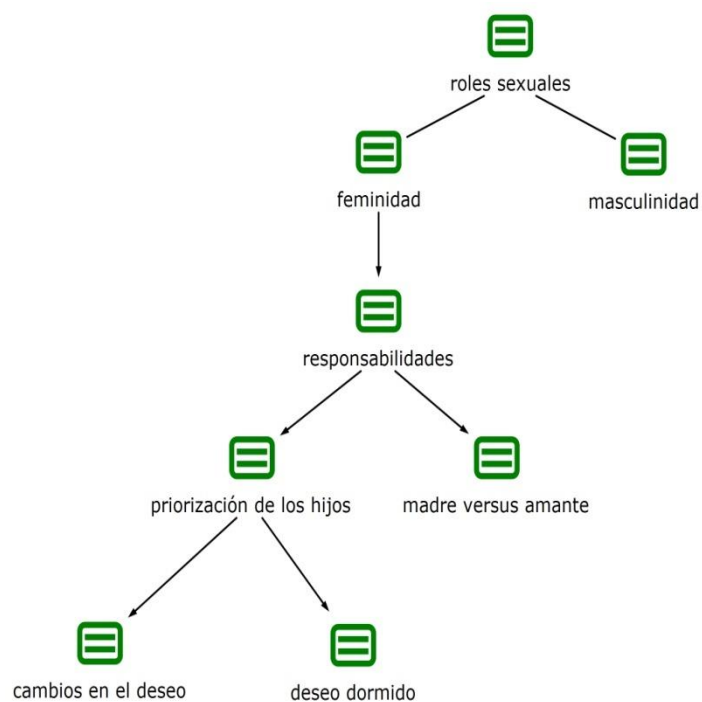 roles sexuales
feminidad
masculinidad
responsabilidades
priorización de los hijos
madre versus amante
cambios en el deseo
deseo dormido